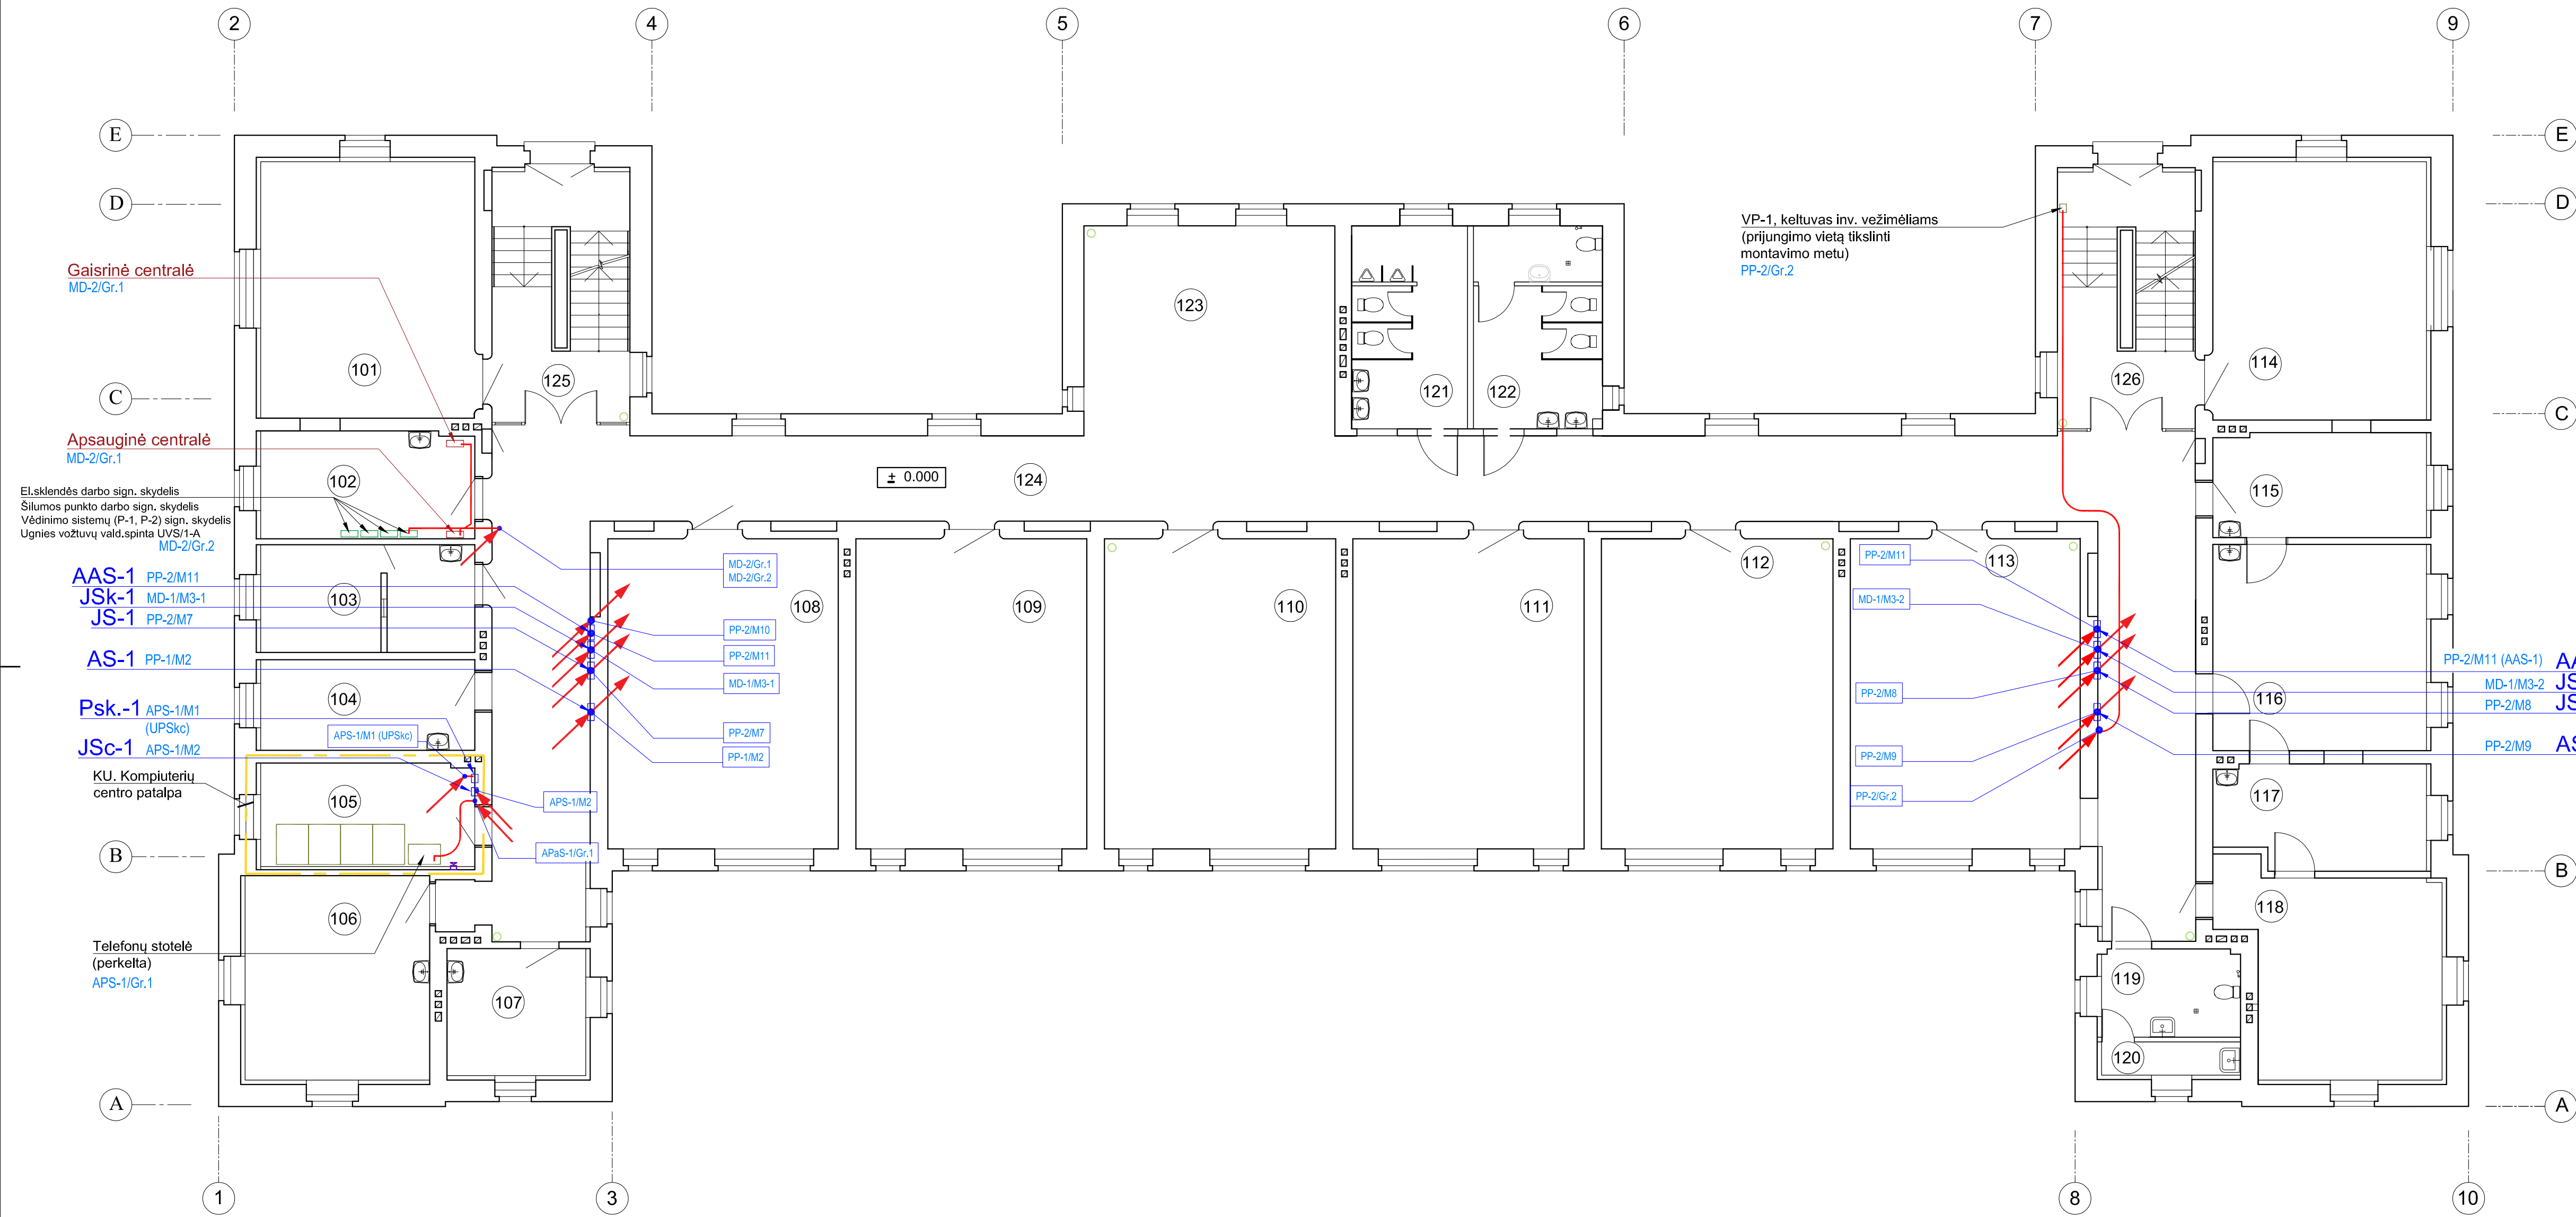 2
4
5
6
7
9
E
E
D
D
VP-1, keltuvas inv. vežimėliams
(prijungimo vietą tikslinti
montavimo metu)
PP-2/Gr.2
Gaisrinė centralė
MD-2/Gr.1
123
101
125
121
122
126
114
C
C
Apsauginė centralė
MD-2/Gr.1
102
± 0.000
124
115
El.sklendės darbo sign. skydelis
Šilumos punkto darbo sign. skydelis
Vėdinimo sistemų (P-1, P-2) sign. skydelis
Ugnies vožtuvų vald.spinta UVS/1-A
MD-2/Gr.2
AAS-1 PP-2/M11
JSk-1 MD-1/M3-1
JS-1 PP-2/M7
AS-1 PP-1/M2
103
MD-2/Gr.1
MD-2/Gr.2
108
109
110
111
112
113
PP-2/M11
MD-1/M3-2
PP-2/M10
PP-2/M11
MD-1/M3-1
PP-2/M7
PP-1/M2
PP-2/M8
PP-2/M9
PP-2/Gr.2
PP-2/M11 (AAS-1) AA
MD-1/M3-2 JS
PP-2/M8 JS
PP-2/M9 AS
104
116
Psk.-1 APS-1/M1
(UPSkc)
JSc-1 APS-1/M2
APS-1/M1 (UPSkc)
KU. Kompiuterių
centro patalpa
105
APS-1/M2
APaS-1/Gr.1
117
B
B
106
118
Telefonų stotelė
(perkelta)
APS-1/Gr.1
107
119
120
A
A
1
3
8
10